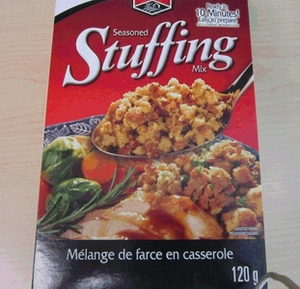 Seasoned
Stuffing
Mix
Ready in
10 Minutes!
Easy to prepare
Mélange de farce en casserole
120 g